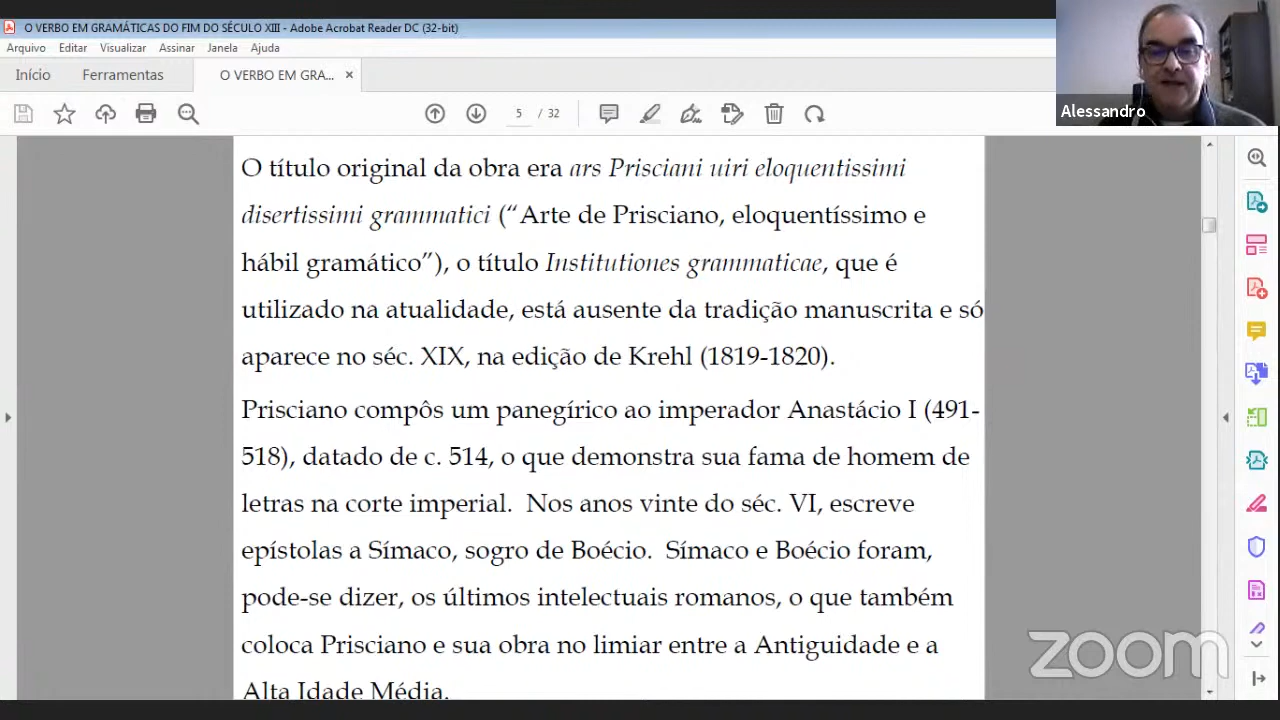 O VERBO EM GRAMÁTICAS DO FIM DO SÉCULO XIII - Adobe Acrobat Reader DC (32-bit)
Arquivo Editar Visualizar Assinar Janela Ajuda
Início Ferramentas O VERBO EM GRA... ×
5 / 32
Alessandro
O título original da obra era ars Prisciani uiri eloquentissimi
disertissimi grammatici (“Arte de Prisciano, eloquentíssimo e
hábil gramático”), o título Institutiones grammaticae, que é
utilizado na atualidade, está ausente da tradição manuscrita e só
aparece no séc. XIX, na edição de Krehl (1819-1820).
Prisciano compôs um panegírico ao imperador Anastácio I (491-
518), datado de c. 514, o que demonstra sua fama de homem de
letras na corte imperial.  Nos anos vinte do séc. VI, escreve
epístolas a Símaco, sogro de Boécio.  Símaco e Boécio foram,
pode-se dizer, os últimos intelectuais romanos, o que também
coloca Prisciano e sua obra no limiar entre a Antiguidade e a
Alta Idade Média.
zoom